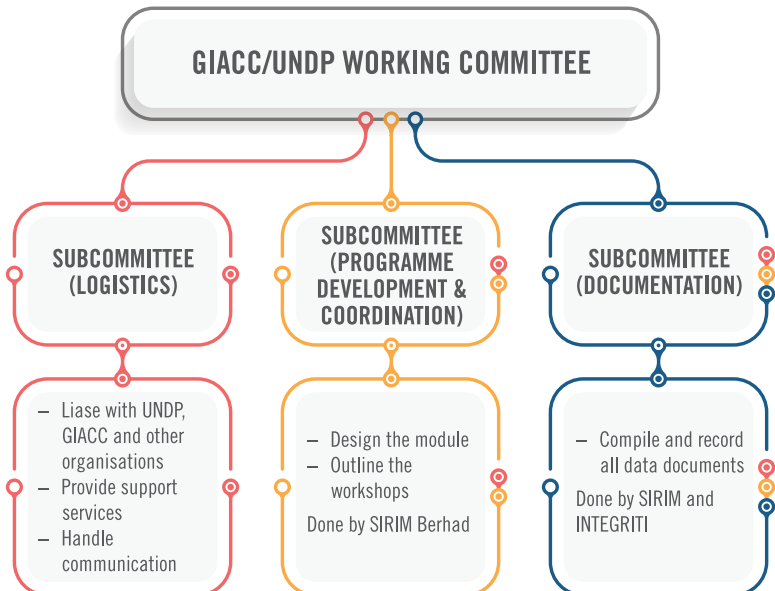 GIACC/UNDP WORKING COMMITTEE
SUBCOMMITTEE
(LOGISTICS)
SUBCOMMITTEE
(PROGRAMME
DEVELOPMENT &
COORDINATION)
SUBCOMMITTEE
(DOCUMENTATION)
– Liase with UNDP,
GIACC and other
organisations
– Provide support
services
– Handle
communication
– Design the module
– Outline the
workshops
Done by SIRIM Berhad
– Compile and record
all data documents
Done by SIRIM and
INTEGRITI